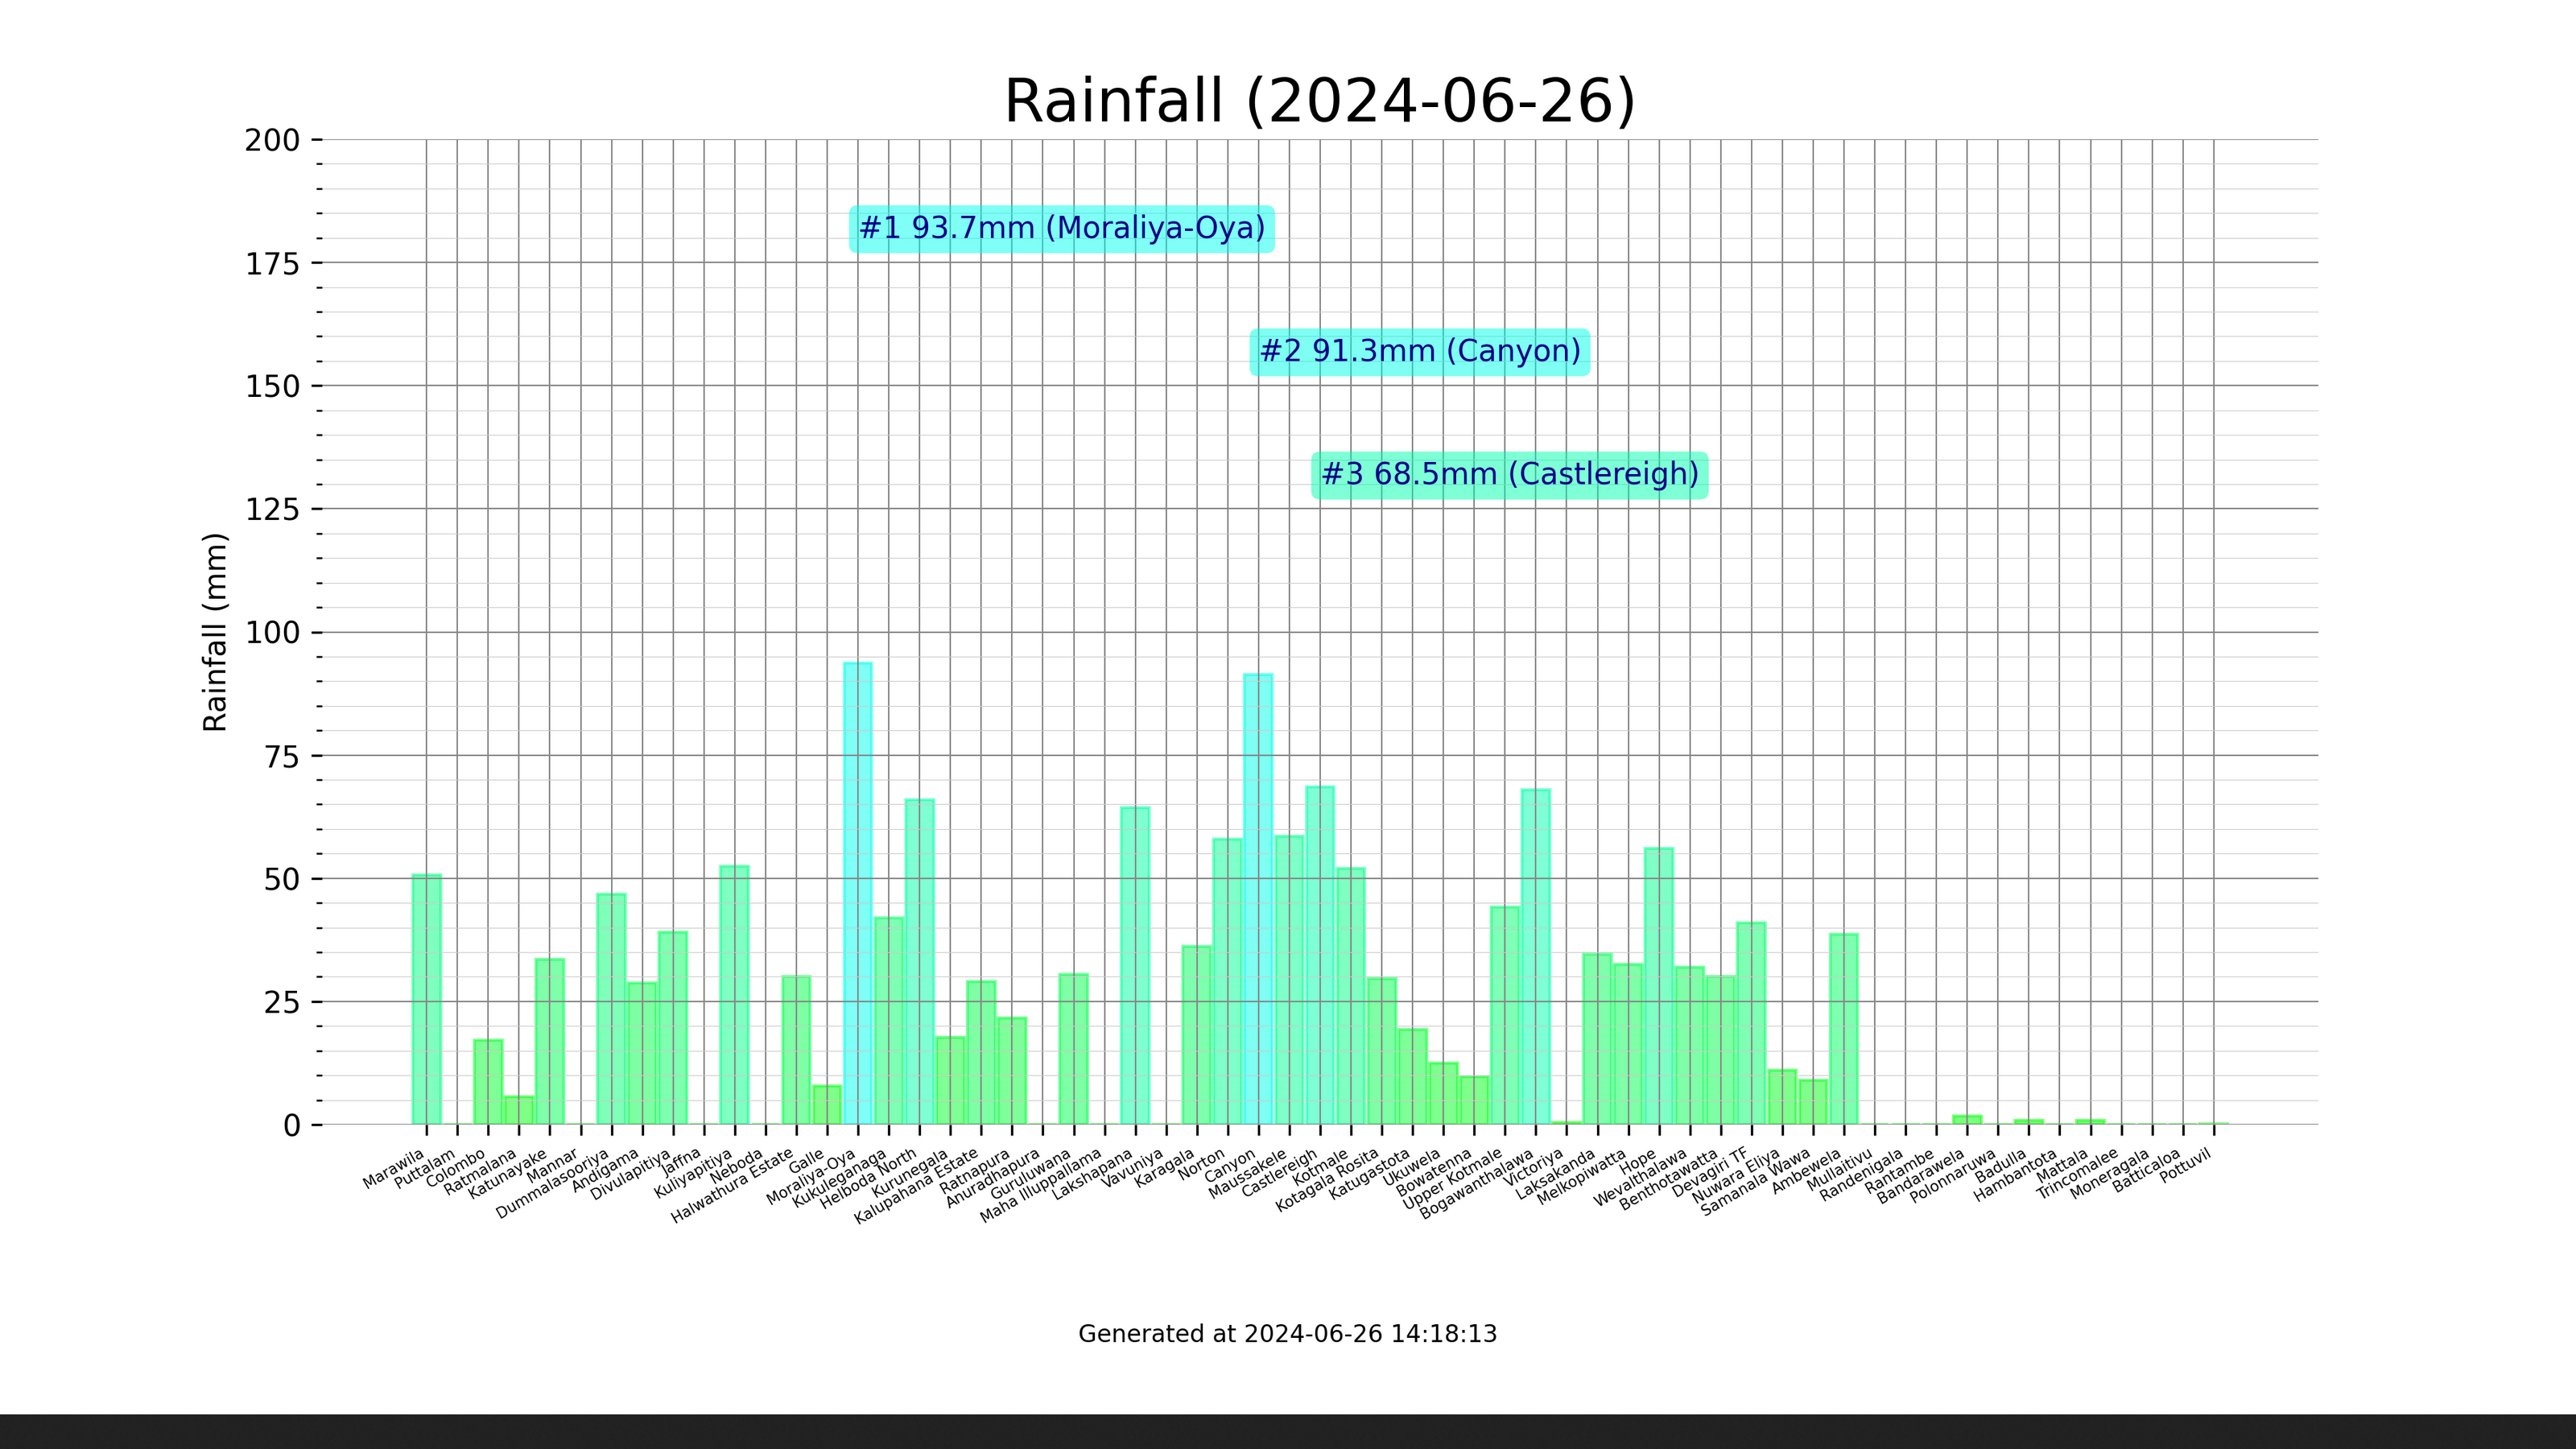 Rainfall (2024-06-26)
200
175
150
125
100
75
50
25
0
Rainfall (mm)
#1 93.7mm (Moraliya-Oya)
#2 91.3mm (Canyon)
#3 68.5mm (Castlereigh)
Marawila
Puttalam
Colombo
Ratmalana
Katunayake
Mannar
Dummalasooriya
Andigama
Divulapitiya
Jaffna
Kuliyapitiya
Neboda
Halwathura Estate
Galle
Moraliya-Oya
Kukuleganaga
Helboda North
Kurunegala
Kalupahana Estate
Ratnapura
Anuradhapura
Guruluwana
Maha Illuppallama
Lakshapana
Vavuniya
Karagala
Norton
Canyon
Maussakele
Castlereigh
Kotmale
Kotagala Rosita
Katugastota
Ukuwela
Bowatenna
Upper Kotmale
Bogawanthalawa
Victoriya
Laksakanda
Melkopiwatta
Hope
Wevalthalawa
Benthotawatta
Devagiri TF
Nuwara Eliya
Samanala Wawa
Ambewela
Mullaitivu
Randenigala
Rantambe
Bandarawela
Polonnaruwa
Badulla
Hambantota
Mattala
Trincomalee
Moneragala
Batticaloa
Pottuvil
Generated at 2024-06-26 14:18:13